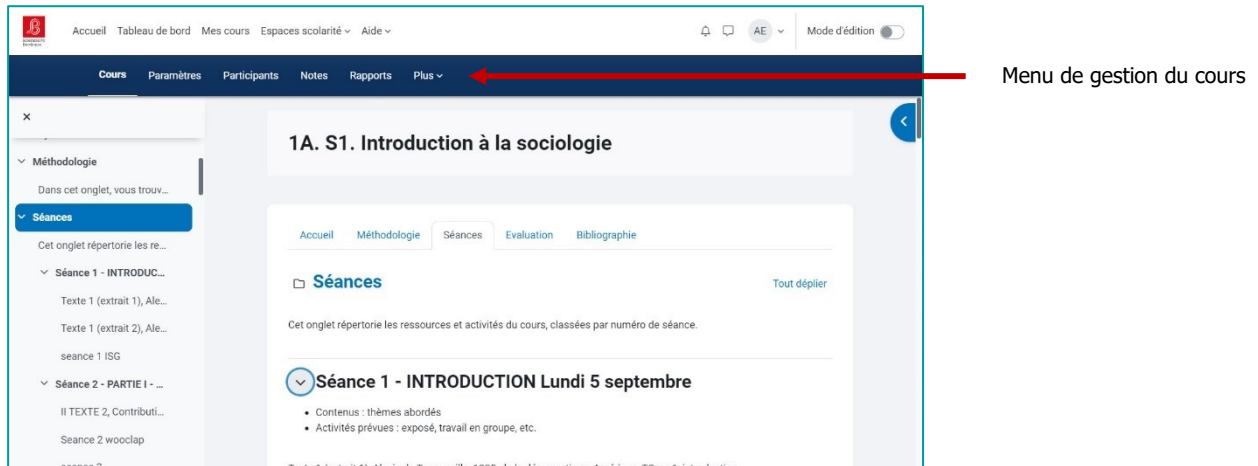 Accueil Tableau de bord Mes cours Espaces scolarité Aide AE Mode d'édition
Cours Paramètres Participants Notes Rapports Plus
Menu de gestion du cours
×
Méthodologie
Dans cet onglet, vous trouv...
Séances
Cet onglet répertorie les re...
Séance 1 - INTRODUC...
Texte 1 (extrait 1), Ale...
Texte 1 (extrait 2), Ale...
seance 1 ISG
Séance 2 - PARTIE I - ...
II TEXTE 2, Contributi...
Seance 2 wooclap
1A. S1. Introduction à la sociologie
Accueil Méthodologie Séances Evaluation Bibliographie
Séances Tout déplier
Cet onglet répertorie les ressources et activités du cours, classées par numéro de séance.
Séance 1 - INTRODUCTION Lundi 5 septembre
• Contenus : thèmes abordés
• Activités prévues : exposé, travail en groupe, etc.